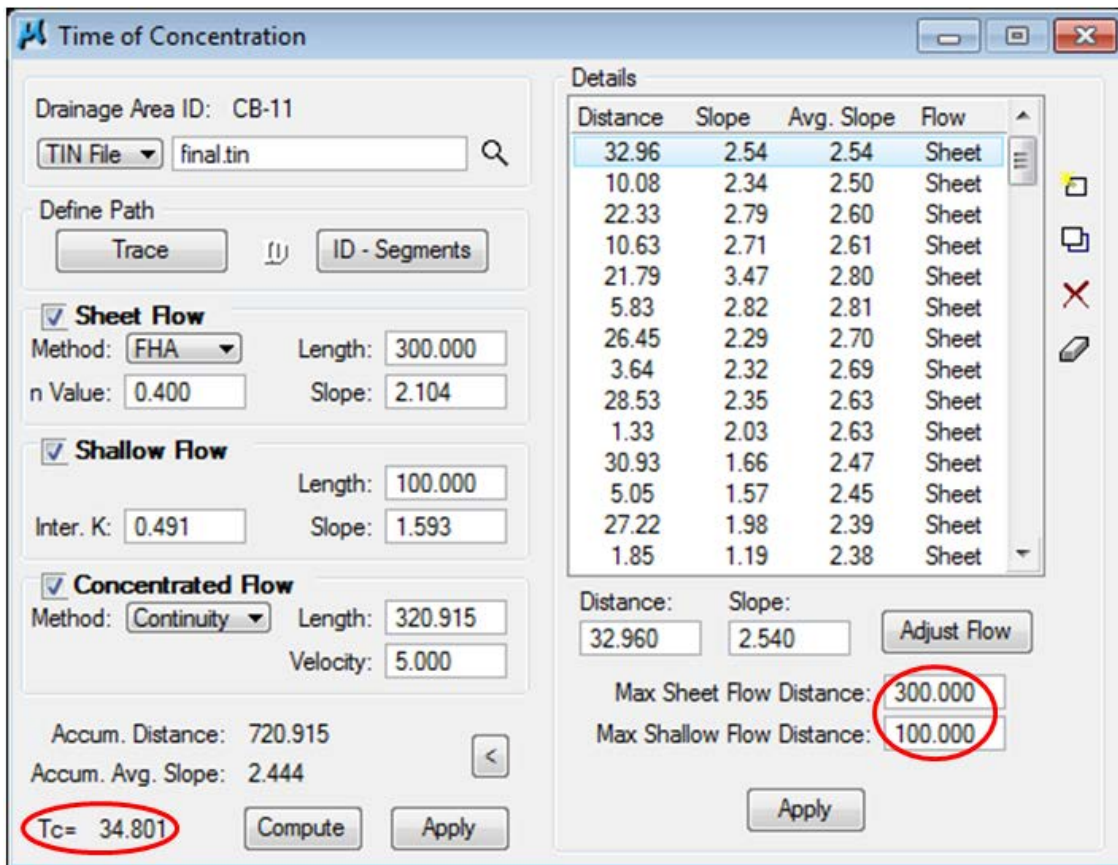 Time of Concentration
Drainage Area ID: CB-11
TIN File final.tin
Define Path
Trace ID - Segments
Sheet Flow
Method: FHA Length: 300.000
n Value: 0.400 Slope: 2.104
Shallow Flow
Length: 100.000
Inter. K: 0.491 Slope: 1.593
Concentrated Flow
Method: Continuity Length: 320.915
Velocity: 5.000
Accum. Distance: 720.915
Accum. Avg. Slope: 2.444
<
Tc= 34.801 Compute Apply
Details
Distance Slope Avg. Slope Flow
32.96 2.54 2.54 Sheet
10.08 2.34 2.50 Sheet
22.33 2.79 2.60 Sheet
10.63 2.71 2.61 Sheet
21.79 3.47 2.80 Sheet
5.83 2.82 2.81 Sheet
26.45 2.29 2.70 Sheet
3.64 2.32 2.69 Sheet
28.53 2.35 2.63 Sheet
1.33 2.03 2.63 Sheet
30.93 1.66 2.47 Sheet
5.05 1.57 2.45 Sheet
27.22 1.98 2.39 Sheet
1.85 1.19 2.38 Sheet
Distance: Slope:
32.960 2.540 Adjust Flow
Max Sheet Flow Distance: 300.000
Max Shallow Flow Distance: 100.000
Apply